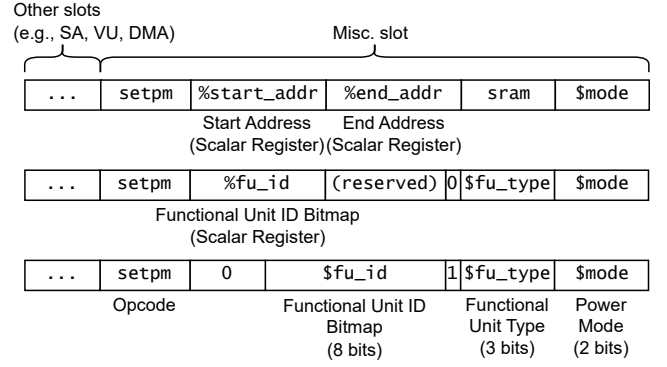 Other slots
(e.g., SA, VU, DMA) Misc. slot
... setpm %start_addr %end_addr sram $mode
Start Address End Address
(Scalar Register) (Scalar Register)
... setpm %fu_id (reserved) 0 $fu_type $mode
Functional Unit ID Bitmap
(Scalar Register)
... setpm 0 $fu_id 1 $fu_type $mode
Opcode Functional Unit ID Functional Power
Bitmap Unit Type Mode
(8 bits) (3 bits) (2 bits)